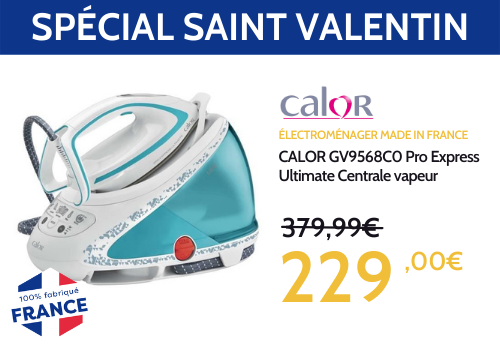 SPÉCIAL SAINT VALENTIN
calor
ÉLECTROMÉNAGER MADE IN FRANCE
CALOR GV9568C0 Pro Express
Ultimate Centrale vapeur
379,99€
229,00€
Calor
100% fabriqué
FRANCE